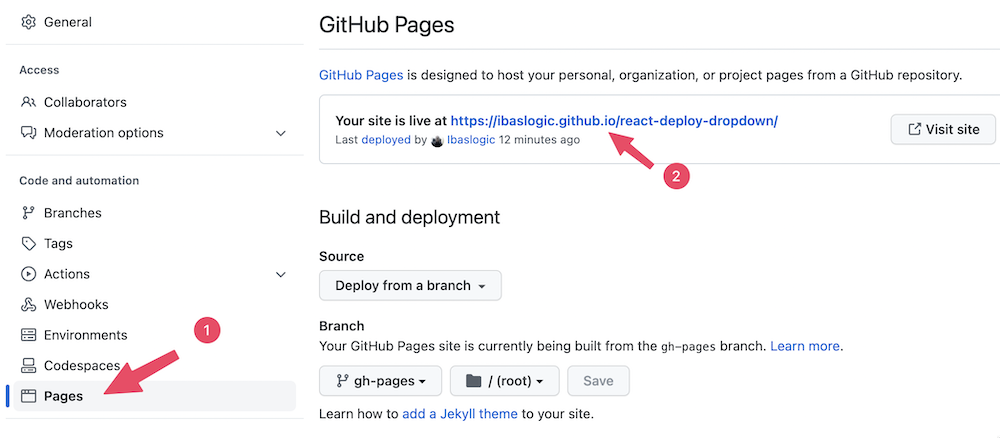 General
Access
Collaborators
Moderation options
Code and automation
Branches
Tags
Actions
Webhooks
Environments
Codespaces
Pages
1
GitHub Pages
GitHub Pages is designed to host your personal, organization, or project pages from a GitHub repository.
Your site is live at https://ibaslogic.github.io/react-deploy-dropdown/
Last deployed by Ibaslogic 12 minutes ago
Visit site
2
Build and deployment
Source
Deploy from a branch
Branch
Your GitHub Pages site is currently being built from the gh-pages branch. Learn more.
gh-pages / (root) Save
Learn how to add a Jekyll theme to your site.